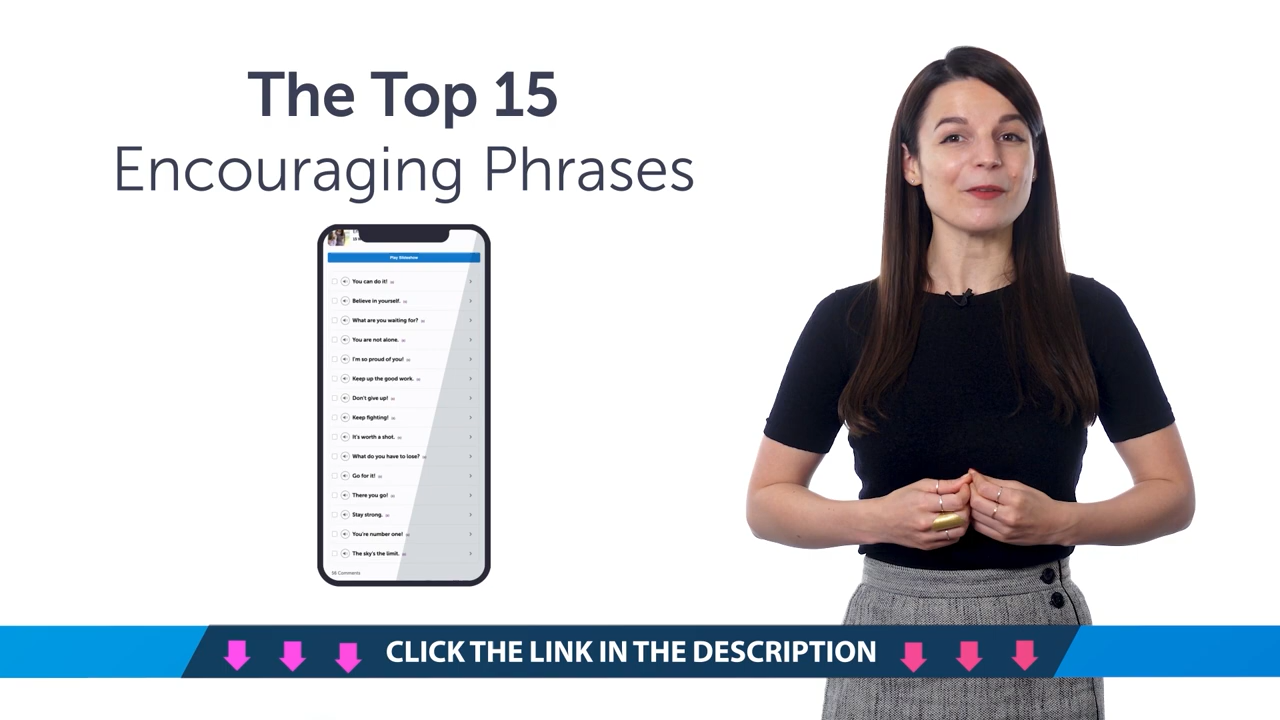 The Top 15
Encouraging Phrases
Play Slideshow
You can do it!
Believe in yourself.
What are you waiting for?
You are not alone.
I'm so proud of you!
Keep up the good work.
Don't give up!
Keep fighting!
It's worth a shot.
What do you have to lose?
Go for it!
There you go!
Stay strong.
You're number one!
The sky's the limit.
58 Comments
CLICK THE LINK IN THE DESCRIPTION